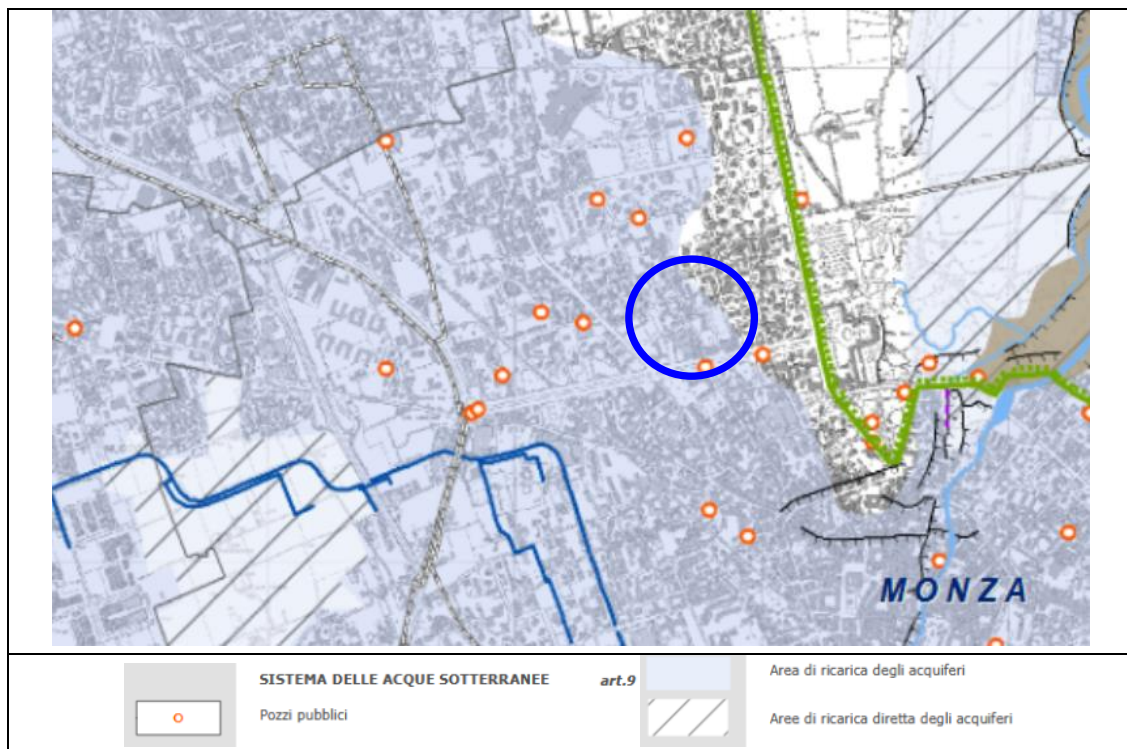 MONZA
SISTEMA DELLE ACQUE SOTTERRANEE art.9
Pozzi pubblici
Area di ricarica degli acquiferi
Aree di ricarica diretta degli acquiferi